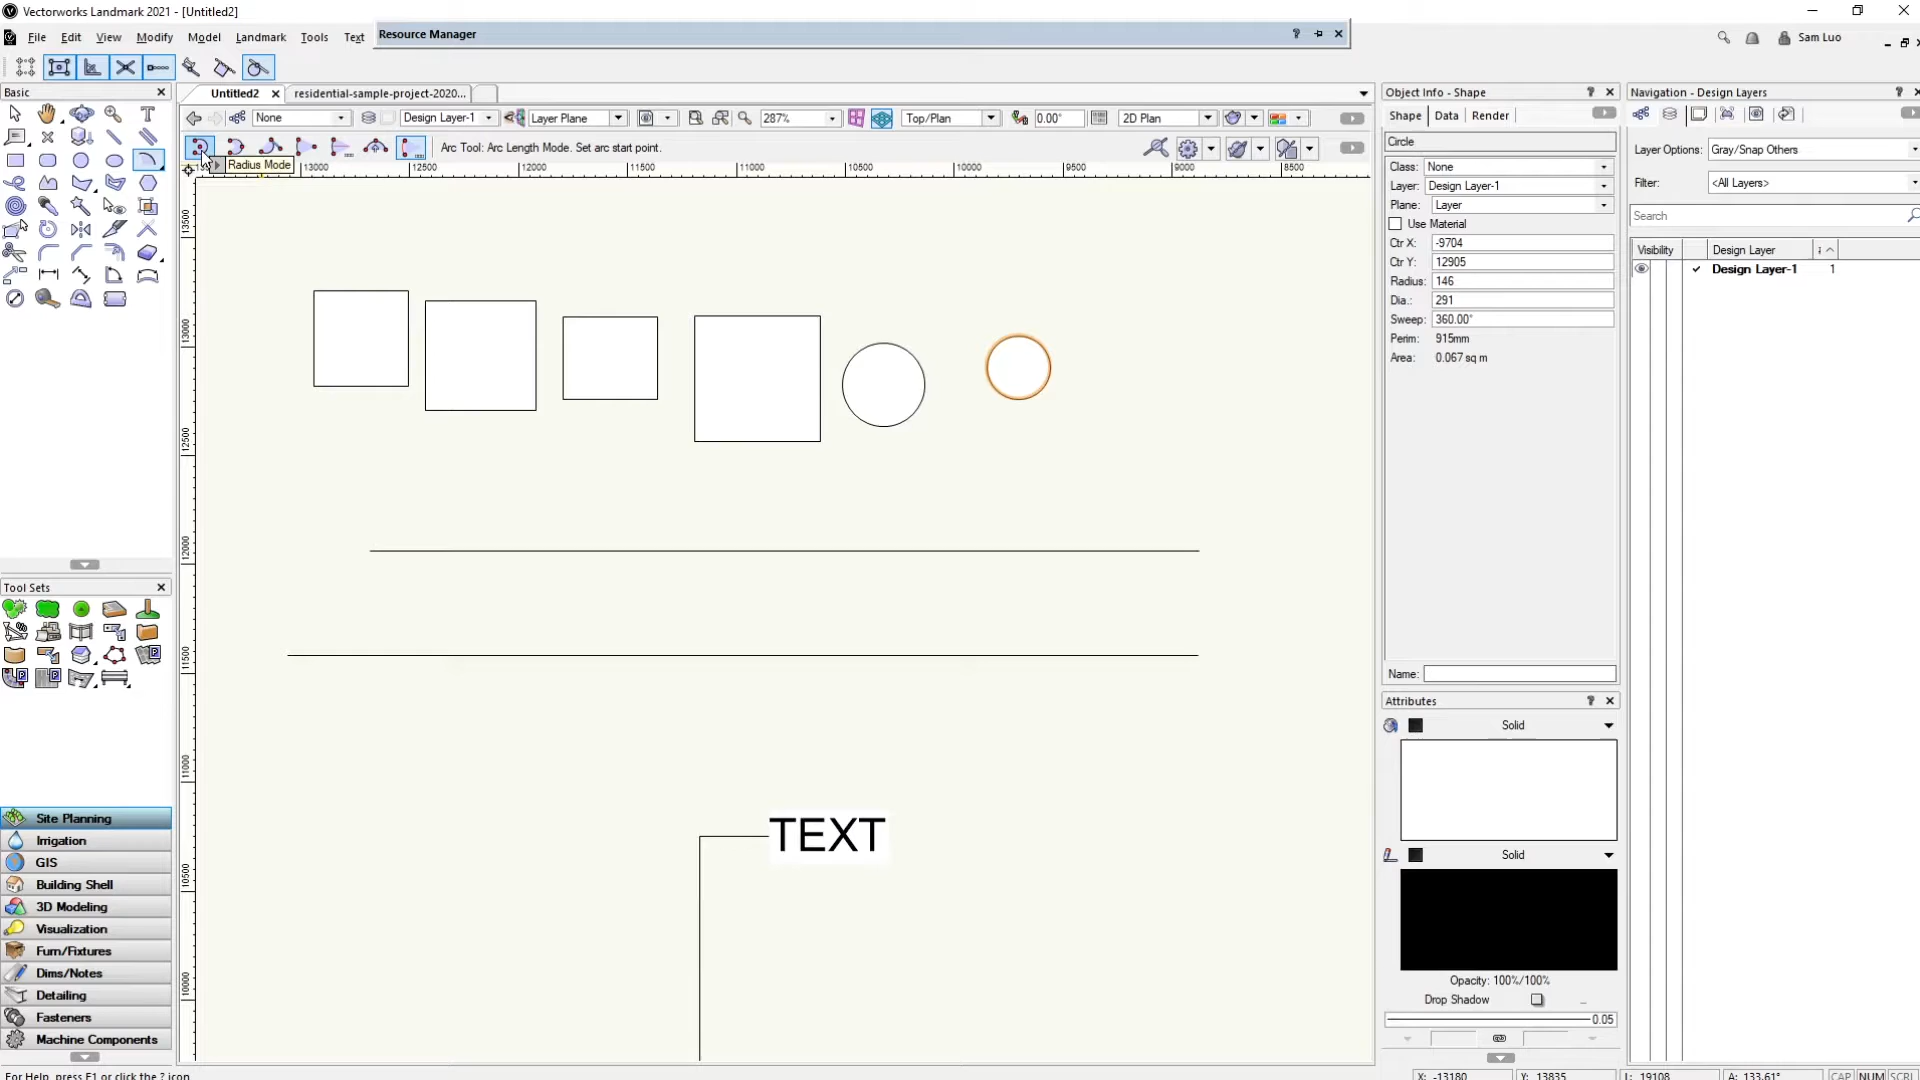 Vectorworks Landmark 2021 - [Untitled2]
File Edit View Modify Model Landmark Tools Text
Resource Manager
Sam Luo
Basic
Untitled2
residential-sample-project-2020...
None
Design Layer-1
Layer Plane
287%
Top/Plan
0.00°
2D Plan
Arc Tool: Arc Length Mode. Set arc start point.
Radius Mode
13000 12500 12000 11500 11000 10500 10000 9500 9000 8500
13500
13000
12500
12000
11500
11000
10500
10000
TEXT
Tool Sets
Site Planning
Irrigation
GIS
Building Shell
3D Modeling
Visualization
Furn/Fixtures
Dims/Notes
Detailing
Fasteners
Machine Components
For Help, press F1 or click the ? icon
Object Info - Shape
Shape Data Render
Circle
Class: None
Layer: Design Layer-1
Plane: Layer
Use Material
Ctr X: -9704
Ctr Y: 12905
Radius: 146
Dia.: 291
Sweep: 360.00°
Perim: 915mm
Area: 0.067 sq m
Name:
Attributes
Solid
Solid
Opacity: 100%/100%
Drop Shadow
0.05
Navigation - Design Layers
Layer Options: Gray/Snap Others
Filter: <All Layers>
Search
Visibility Design Layer
Design Layer-1 1
X: -13180 Y: 13835 L: 19108 A: 133.61° CAP NUM SCRL